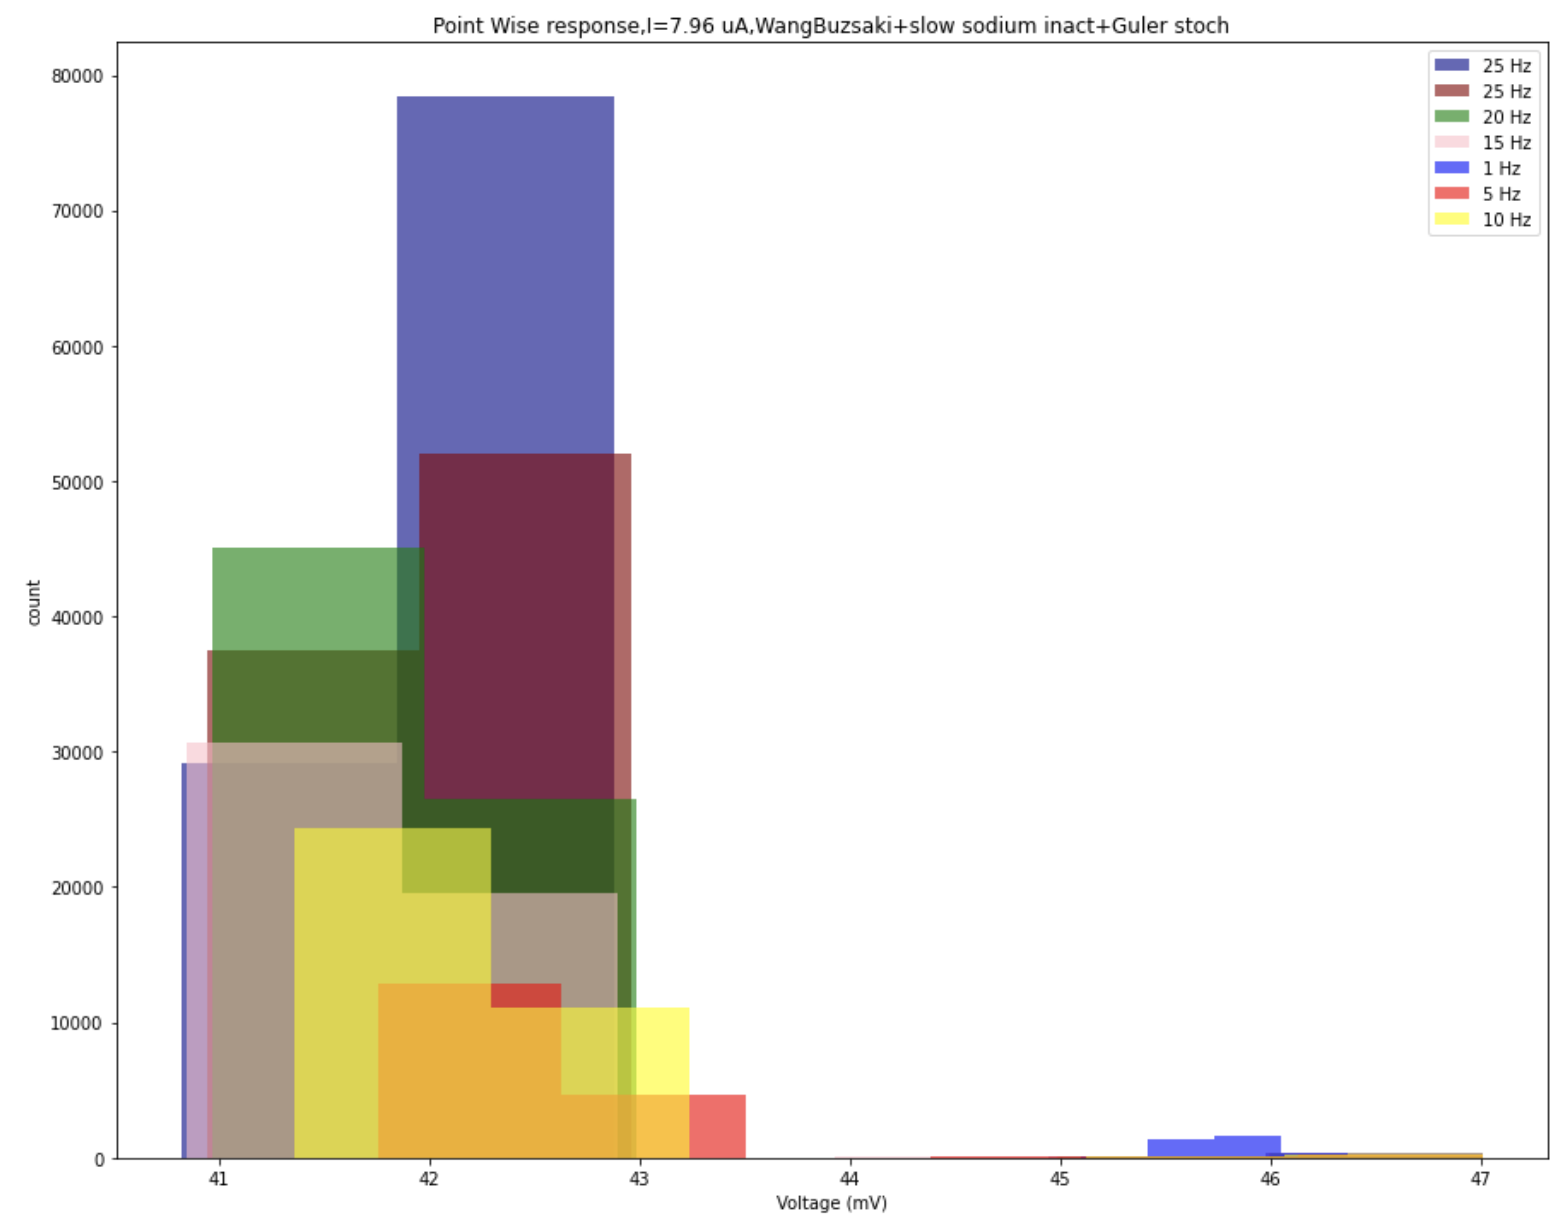 Point Wise response,I=7.96 uA,WangBuzsaki+slow sodium inact+Guler stoch
25 Hz
25 Hz
20 Hz
15 Hz
1 Hz
5 Hz
10 Hz
count
80000
70000
60000
50000
40000
30000
20000
10000
0
41 42 43 44 45 46 47
Voltage (mV)